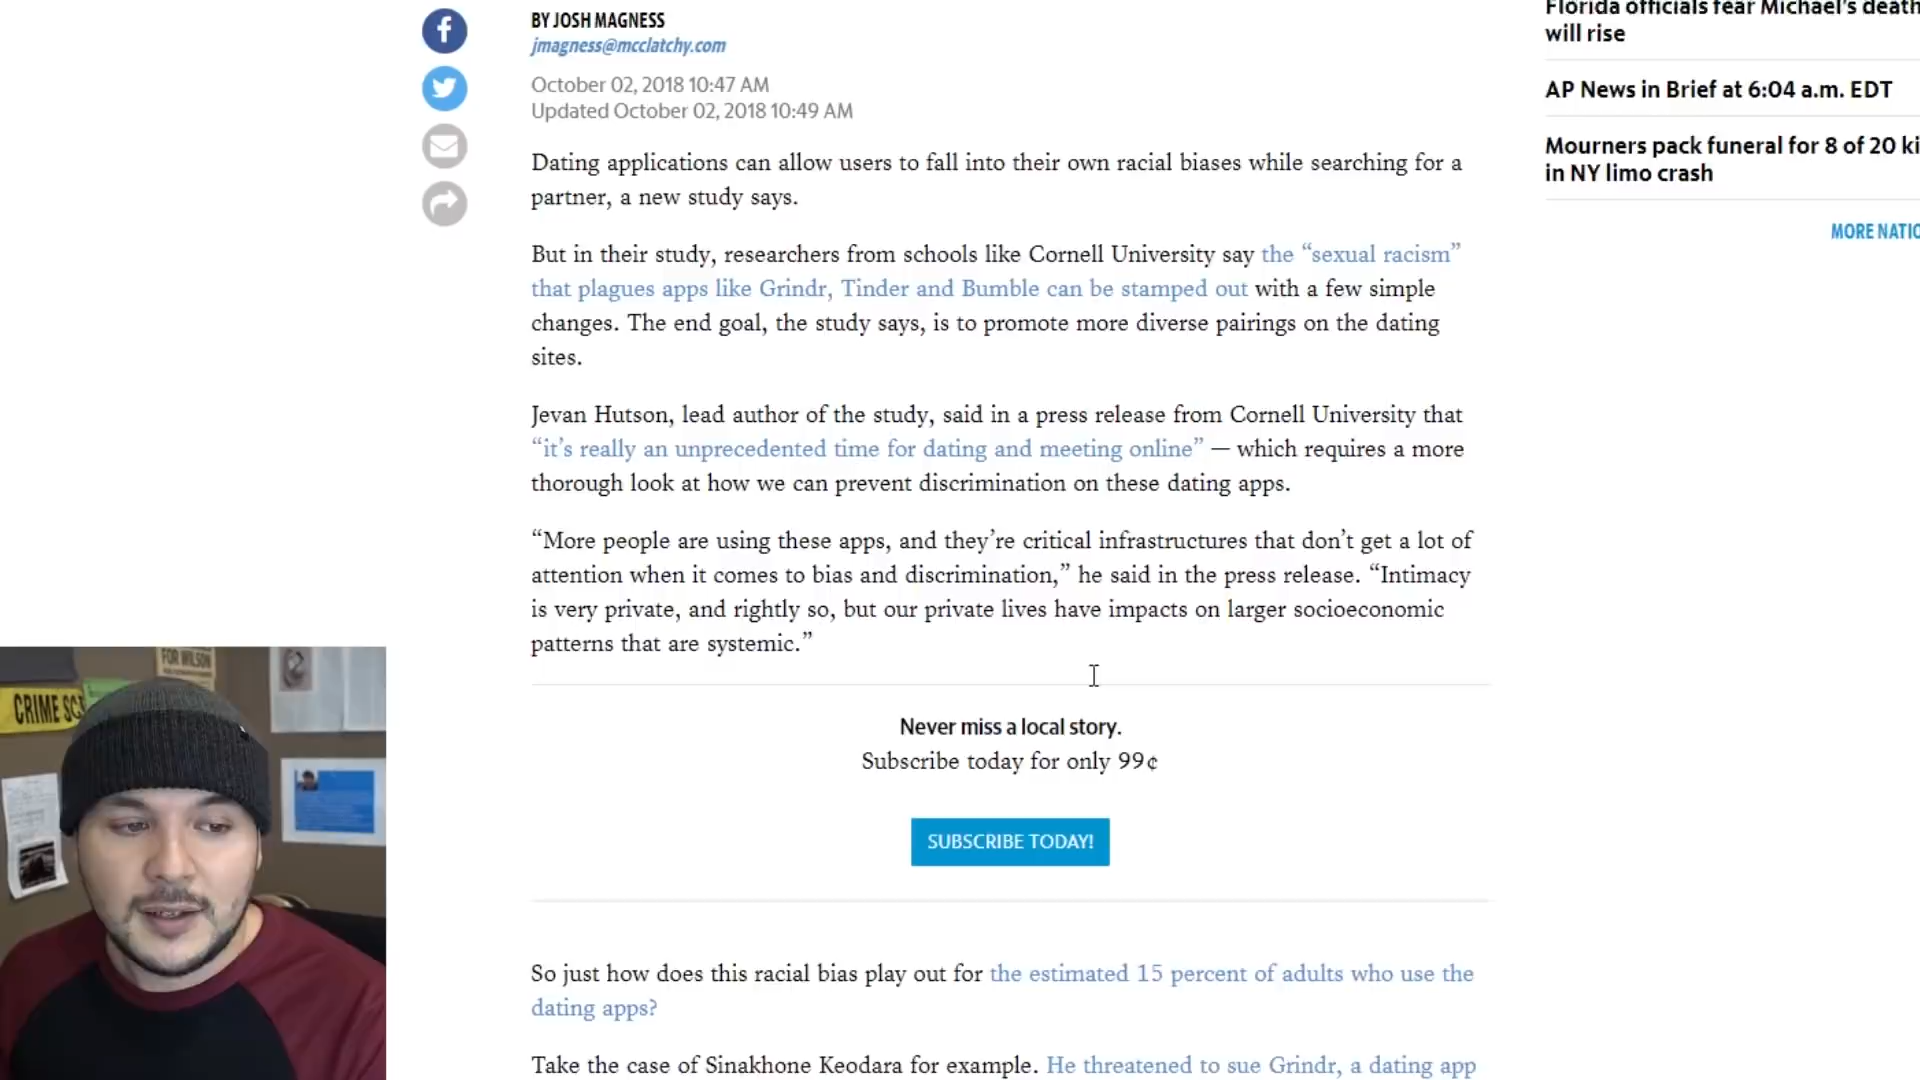 BY JOSH MAGNESS
jmagness@mcclatchy.com
October 02, 2018 10:47 AM
Updated October 02, 2018 10:49 AM
Dating applications can allow users to fall into their own racial biases while searching for a
partner, a new study says.
But in their study, researchers from schools like Cornell University say the “sexual racism”
that plagues apps like Grindr, Tinder and Bumble can be stamped out with a few simple
changes. The end goal, the study says, is to promote more diverse pairings on the dating
sites.
Jevan Hutson, lead author of the study, said in a press release from Cornell University that
“it’s really an unprecedented time for dating and meeting online” — which requires a more
thorough look at how we can prevent discrimination on these dating apps.
“More people are using these apps, and they’re critical infrastructures that don’t get a lot of
attention when it comes to bias and discrimination,” he said in the press release. “Intimacy
is very private, and rightly so, but our private lives have impacts on larger socioeconomic
patterns that are systemic.”
Never miss a local story.
Subscribe today for only 99¢
SUBSCRIBE TODAY!
So just how does this racial bias play out for the estimated 15 percent of adults who use the
dating apps?
Take the case of Sinakhone Keodara for example. He threatened to sue Grindr, a dating app
Florida officials fear Michael's death
will rise
AP News in Brief at 6:04 a.m. EDT
Mourners pack funeral for 8 of 20 ki
in NY limo crash
MORE NATIO
FOR WILSON
CRIME SC